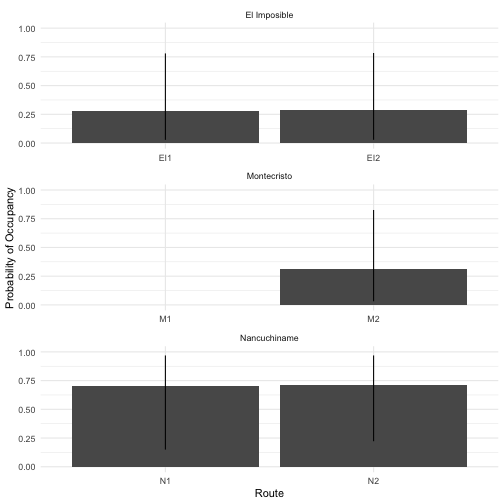 El Imposible
1.00
0.75
0.50
0.25
0.00
EI1 EI2
Montecristo
1.00
0.75
0.50
0.25
0.00
M1 M2
Nancuchiname
1.00
0.75
0.50
0.25
0.00
N1 N2
Route
Probability of Occupancy